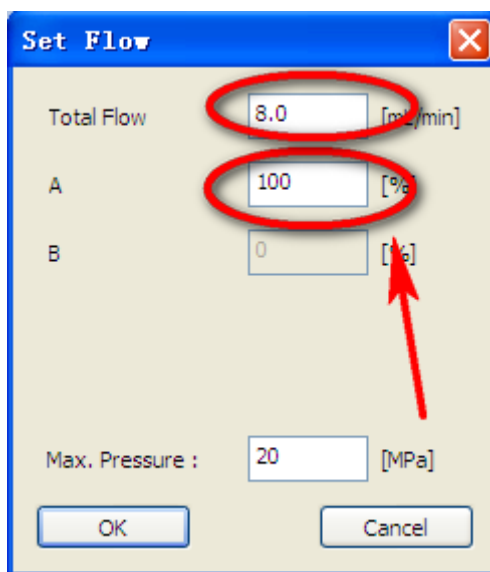 Set Flow
Total Flow 8.0 [mL/min]
A 100 [%]
B 0 [%]
Max. Pressure : 20 [MPa]
OK Cancel